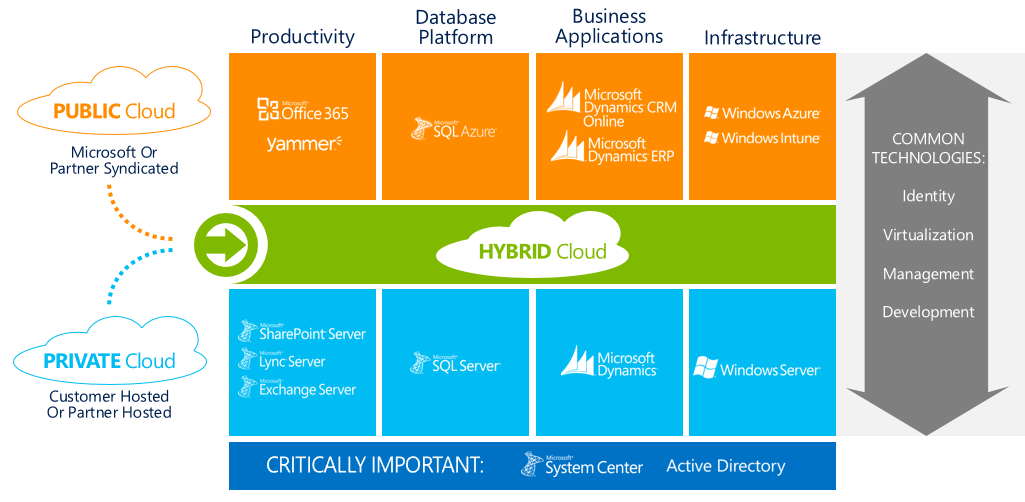 Productivity
Database
Platform
Business
Applications
Infrastructure
PUBLIC Cloud
Microsoft Or
Partner Syndicated
Microsoft
Office 365
yammer
Microsoft
SQL Azure
Microsoft
Dynamics CRM
Online
Microsoft
Dynamics ERP
Windows Azure
Windows Intune
HYBRID Cloud
PRIVATE Cloud
Customer Hosted
Or Partner Hosted
Microsoft
SharePoint Server
Microsoft
Lync Server
Microsoft
Exchange Server
Microsoft
SQL Server
Microsoft
Dynamics
Windows Server
CRITICALLY IMPORTANT:
Microsoft
System Center
Active Directory
COMMON
TECHNOLOGIES:
Identity
Virtualization
Management
Development